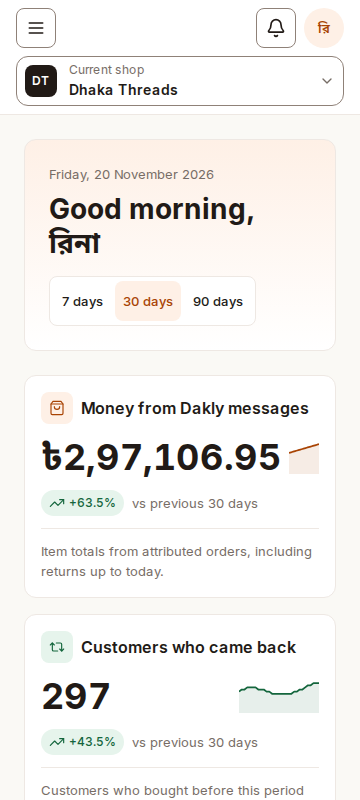 রি
DT
Current shop
Dhaka Threads
Friday, 20 November 2026
Good morning,
রিনা
7 days 30 days 90 days
Money from Dakly messages
৳2,97,106.95
+63.5% vs previous 30 days
Item totals from attributed orders, including
returns up to today.
Customers who came back
297
+43.5% vs previous 30 days
Customers who bought before this period